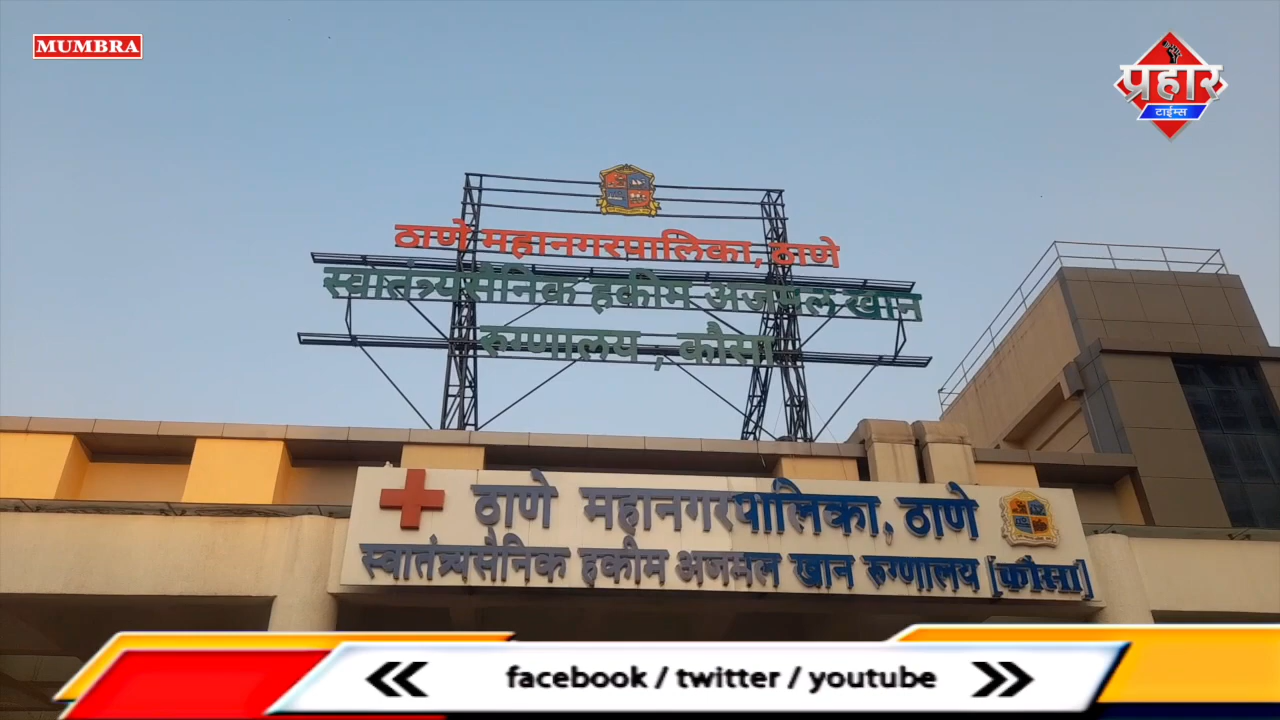 MUMBRA
प्रहार
टाईम्स
ठाणे महानगरपालिका, ठाणे
स्वातंत्र्यसैनिक हकीम अजमल खान
रुग्णालय , कौसा
ठाणे महानगरपालिका, ठाणे
स्वातंत्र्यसैनिक हकीम अजमल खान रुग्णालय [कौसा]
facebook / twitter / youtube